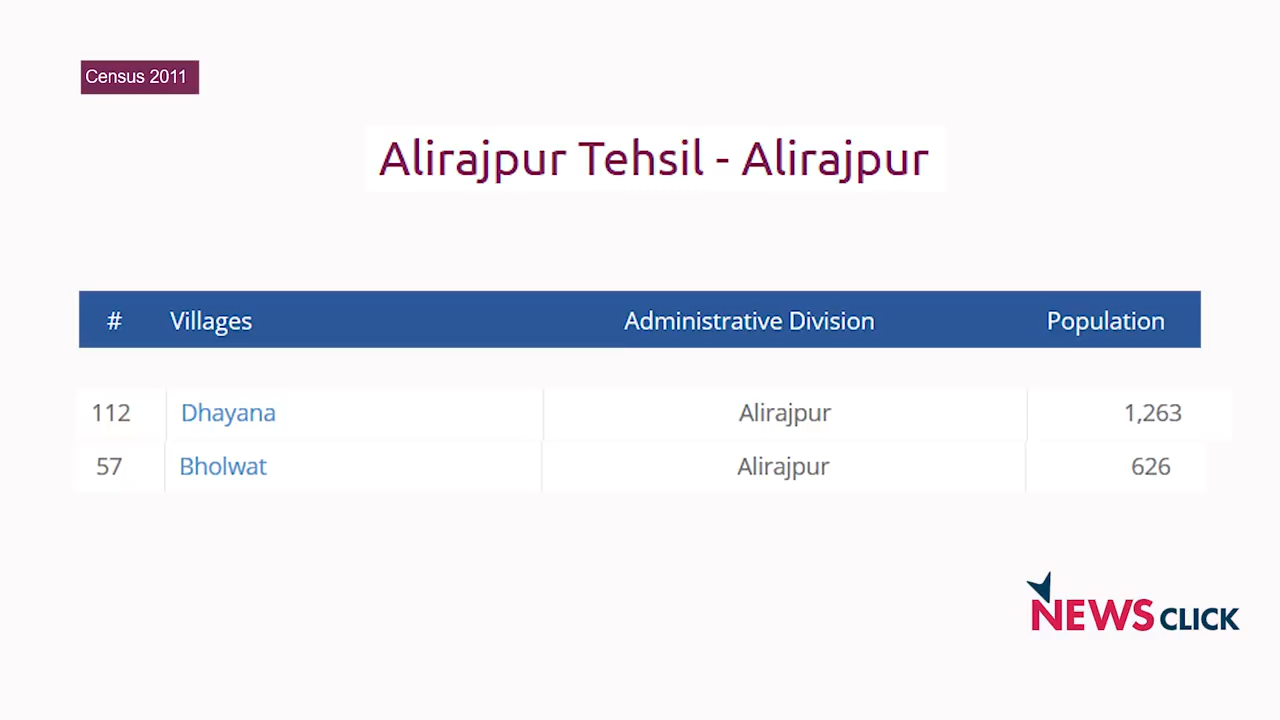 Census 2011
Alirajpur Tehsil - Alirajpur
# Villages Administrative Division Population
112 Dhayana Alirajpur 1,263
57 Bholwat Alirajpur 626
NEWS CLICK